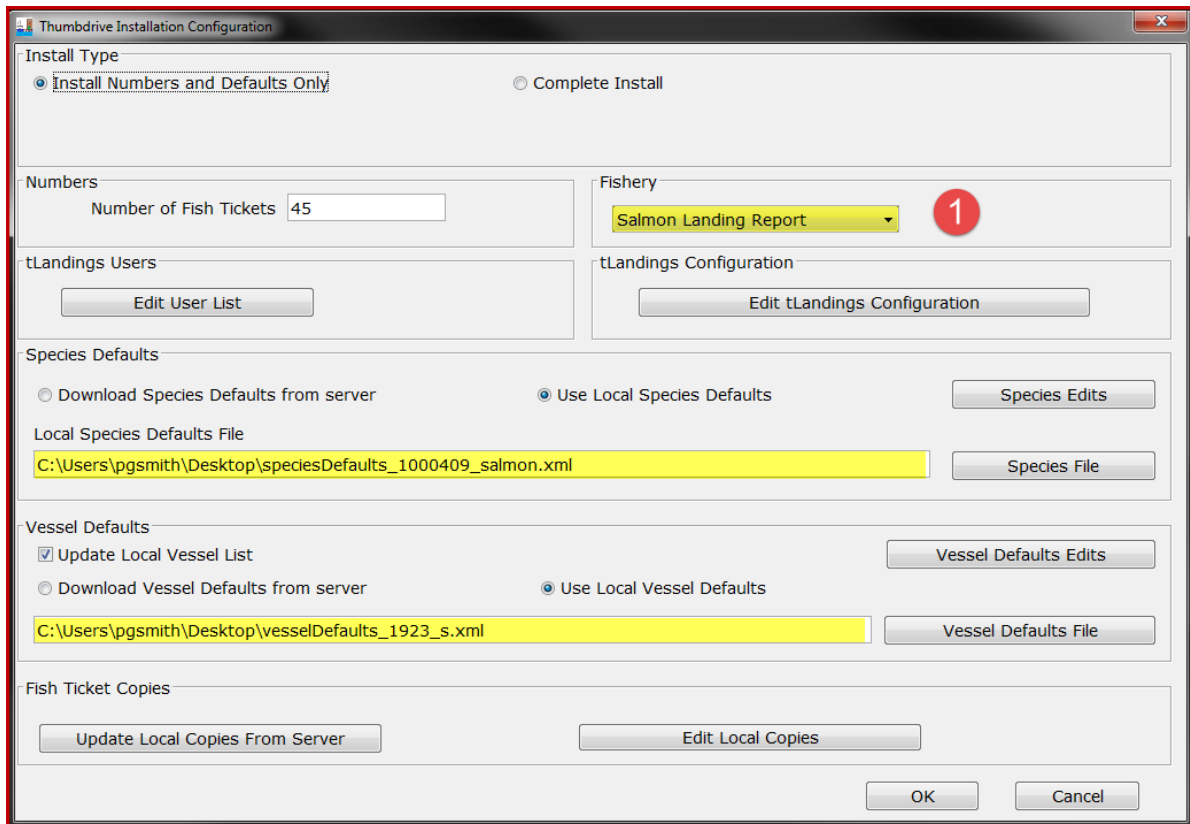 Thumbdrive Installation Configuration
x
Install Type
Install Numbers and Defaults Only
Complete Install
Numbers
Number of Fish Tickets 45
Fishery
Salmon Landing Report
1
tLandings Users
Edit User List
tLandings Configuration
Edit tLandings Configuration
Species Defaults
Download Species Defaults from server
Use Local Species Defaults
Species Edits
Local Species Defaults File
C:\Users\pgsmith\Desktop\speciesDefaults_1000409_salmon.xml
Species File
Vessel Defaults
Update Local Vessel List
Vessel Defaults Edits
Download Vessel Defaults from server
Use Local Vessel Defaults
C:\Users\pgsmith\Desktop\vesselDefaults_1923_s.xml
Vessel Defaults File
Fish Ticket Copies
Update Local Copies From Server
Edit Local Copies
OK
Cancel